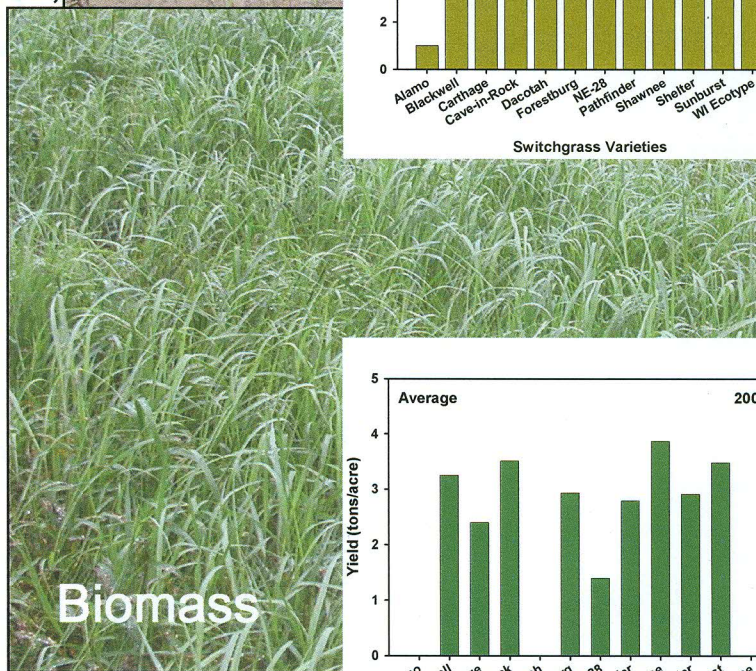 2
0
Alamo
Blackwell
Carthage
Cave-in-Rock
Dacotah
Forestburg
NE-28
Pathfinder
Shawnee
Shelter
Sunburst
WI Ecotype
Switchgrass Varieties
5
Average 200
4
3
Yield (tons/acre)
2
1
0
Biomass